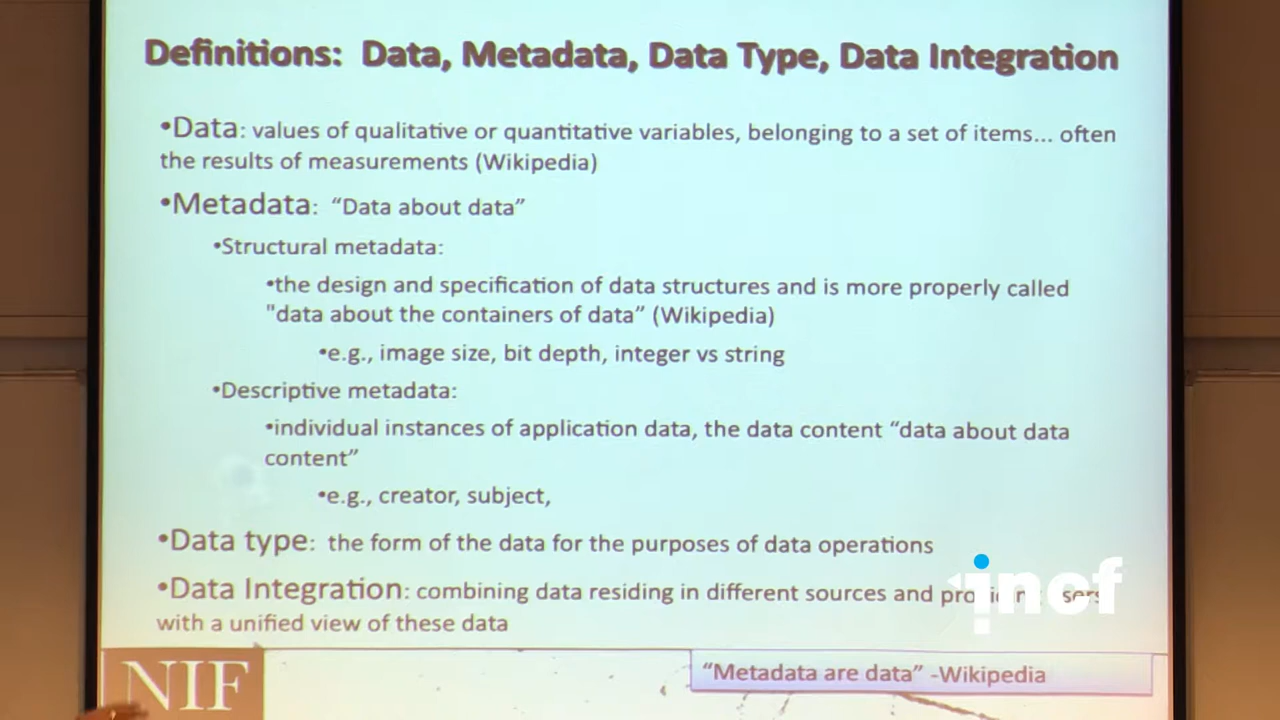 Definitions: Data, Metadata, Data Type, Data Integration
•Data: values of qualitative or quantitative variables, belonging to a set of items... often
the results of measurements (Wikipedia)
•Metadata: “Data about data”
•Structural metadata:
•the design and specification of data structures and is more properly called
"data about the containers of data” (Wikipedia)
•e.g., image size, bit depth, integer vs string
•Descriptive metadata:
•individual instances of application data, the data content “data about data
content”
•e.g., creator, subject,
•Data type: the form of the data for the purposes of data operations
•Data Integration: combining data residing in different sources and
with a unified view of these data
incf
NIF
“Metadata are data” -Wikipedia